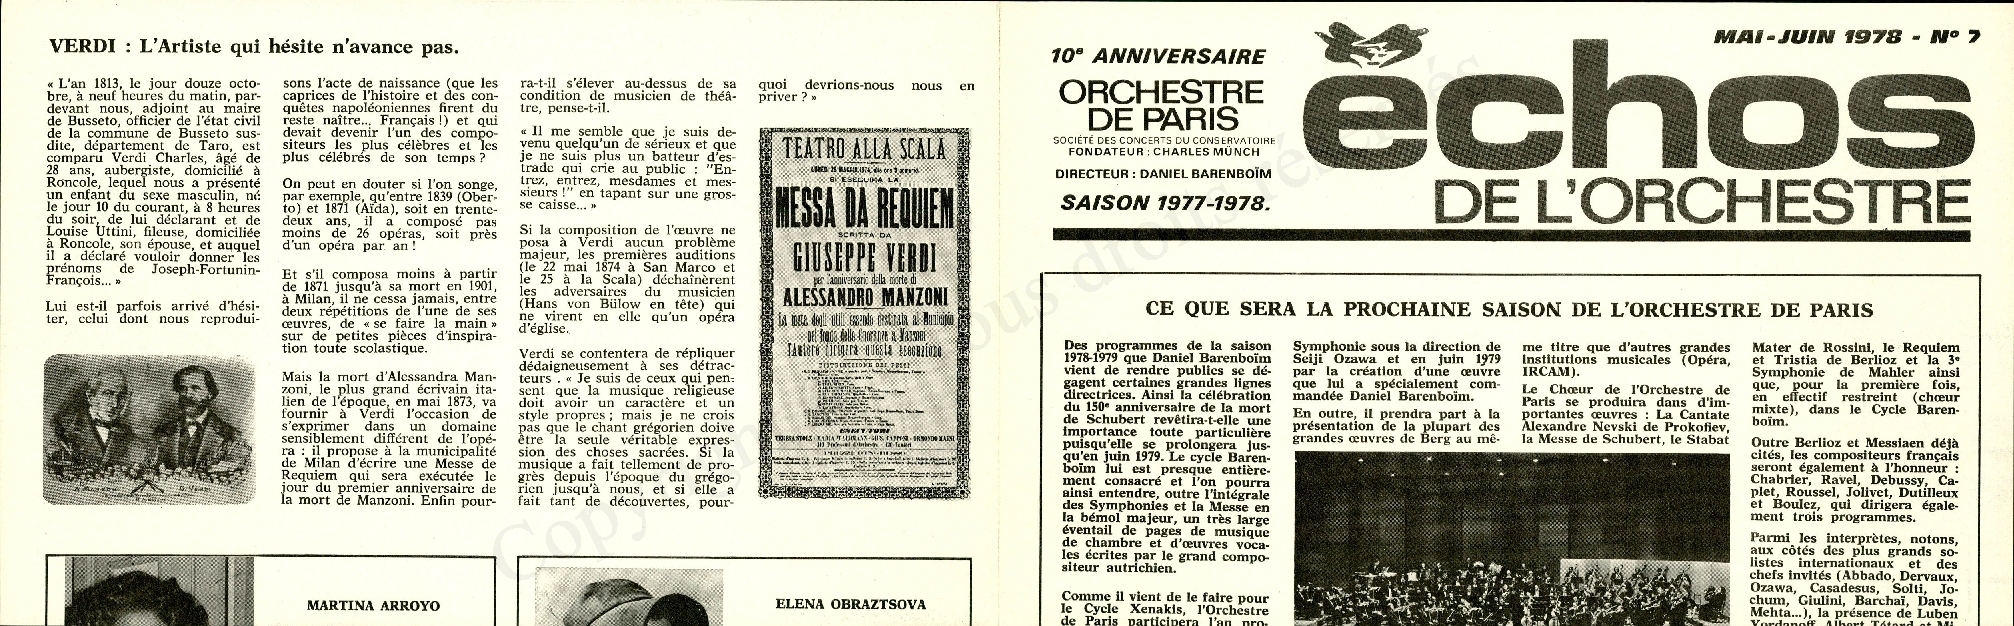 VERDI : L'Artiste qui hésite n'avance pas.
« L'an 1813, le jour douze octo-
bre, à neuf heures du matin, par-
devant nous, adjoint au maire
de Busseto, officier de l'état civil
de la commune de Busseto sus-
dite, département de Taro, est
comparu Verdi Charles, âgé de
28 ans, aubergiste, domicilié à
Roncole, lequel nous a présenté
un enfant du sexe masculin, né
le jour 10 du courant, à 8 heures
du soir, de lui déclarant et de
Louise Uttini, fileuse, domiciliée
à Roncole, son épouse, et auquel
il a déclaré vouloir donner les
prénoms de Joseph-Fortunin-
François... »
Lui est-il parfois arrivé d'hési-
ter, celui dont nous reprodui-
sons l'acte de naissance (que les
caprices de l'histoire et des con-
quêtes napoléoniennes firent du
reste naître... Français !) et qui
devait devenir l'un des compo-
siteurs les plus célèbres et les
plus célébrés de son temps ?
On peut en douter si l'on songe,
par exemple, qu'entre 1839 (Ober-
to) et 1871 (Aïda), soit en trente-
deux ans, il a composé pas
moins de 26 opéras, soit près
d'un opéra par an !
Et s'il composa moins à partir
de 1871 jusqu'à sa mort en 1901,
à Milan, il ne cessa jamais, entre
deux répétitions de l'une de ses
œuvres, de « se faire la main »
sur de petites pièces d'inspira-
tion toute scolastique.
Mais la mort d'Alessandra Man-
zoni, le plus grand écrivain ita-
lien de l'époque, en mai 1873, va
fournir à Verdi l'occasion de
s'exprimer dans un domaine
sensiblement différent de l'opé-
ra : il propose à la municipalité
de Milan d'écrire une Messe de
Requiem qui sera exécutée le
jour du premier anniversaire de
la mort de Manzoni. Enfin pour-
ra-t-il s'élever au-dessus de sa
condition de musicien de théâ-
tre, pense-t-il.
« Il me semble que je suis de-
venu quelqu'un de sérieux et que
je ne suis plus un batteur d'es-
trade qui crie au public : "En-
trez, entrez, mesdames et mes-
sieurs !" en tapant sur une gros-
se caisse... »
Si la composition de l'œuvre ne
posa à Verdi aucun problème
majeur, les premières auditions
(le 22 mai 1874 à San Marco et
le 25 à la Scala) déchaînèrent
les adversaires du musicien
(Hans von Bülow en tête) qui
ne virent en elle qu'un opéra
d'église.
Verdi se contentera de répliquer
dédaigneusement à ses détrac-
teurs . « Je suis de ceux qui pen-
sent que la musique religieuse
doit avoir un caractère et un
style propres ; mais je ne crois
pas que le chant grégorien doive
être la seule véritable expres-
sion des choses sacrées. Si la
musique a fait tellement de pro-
grès depuis l'époque du grégo-
rien jusqu'à nous, et si elle a
fait tant de découvertes, pour-
quoi devrions-nous nous en
priver ? »
TEATRO ALLA SCALA
SI ESEGUIRA LA
MESSA DA REQUIEM
SCRITTA DA
GIUSEPPE VERDI
per l'anniversario della morte di
ALESSANDRO MANZONI
MARTINA ARROYO
ELENA OBRAZTSOVA
10e ANNIVERSAIRE
ORCHESTRE
DE PARIS
SOCIÉTÉ DES CONCERTS DU CONSERVATOIRE
FONDATEUR : CHARLES MÜNCH
DIRECTEUR : DANIEL BARENBOÏM
SAISON 1977-1978.
MAI-JUIN 1978 - N° 7
échos
DE L'ORCHESTRE
CE QUE SERA LA PROCHAINE SAISON DE L'ORCHESTRE DE PARIS
Des programmes de la saison
1978-1979 que Daniel Barenboïm
vient de rendre publics se dé-
gagent certaines grandes lignes
directrices. Ainsi la célébration
du 150e anniversaire de la mort
de Schubert revêtira-t-elle une
importance toute particulière
puisqu'elle se prolongera jus-
qu'en juin 1979. Le cycle Baren-
boïm lui est presque entière-
ment consacré et l'on pourra
ainsi entendre, outre l'intégrale
des Symphonies et la Messe en
la bémol majeur, un très large
éventail de pages de musique
de chambre et d'œuvres voca-
les écrites par le grand compo-
siteur autrichien.
Comme il vient de le faire pour
le Cycle Xenakis, l'Orchestre
de Paris participera l'an pro-
Symphonie sous la direction de
Seiji Ozawa et en juin 1979
par la création d'une œuvre
que lui a spécialement com-
mandée Daniel Barenboïm.
En outre, il prendra part à la
présentation de la plupart des
grandes œuvres de Berg au mê-
me titre que d'autres grandes
institutions musicales (Opéra,
IRCAM).
Le Chœur de l'Orchestre de
Paris se produira dans d'im-
portantes œuvres : La Cantate
Alexandre Nevski de Prokofiev,
la Messe de Schubert, le Stabat
Mater de Rossini, le Requiem
et Tristia de Berlioz et la 3e
Symphonie de Mahler ainsi
que, pour la première fois,
en effectif restreint (chœur
mixte), dans le Cycle Baren-
boïm.
Outre Berlioz et Messiaen déjà
cités, les compositeurs français
seront également à l'honneur :
Chabrier, Ravel, Debussy, Ca-
plet, Roussel, Jolivet, Dutilleux
et Boulez, qui dirigera égale-
ment trois programmes.
Parmi les interprètes, notons,
aux côtés des plus grands so-
listes internationaux et des
chefs invités (Abbado, Dervaux,
Ozawa, Casadesus, Solti, Jo-
chum, Giulini, Barchaï, Davis,
Mehta...), la présence de Luben
Yordanoff, Albert Tétard et Mi-